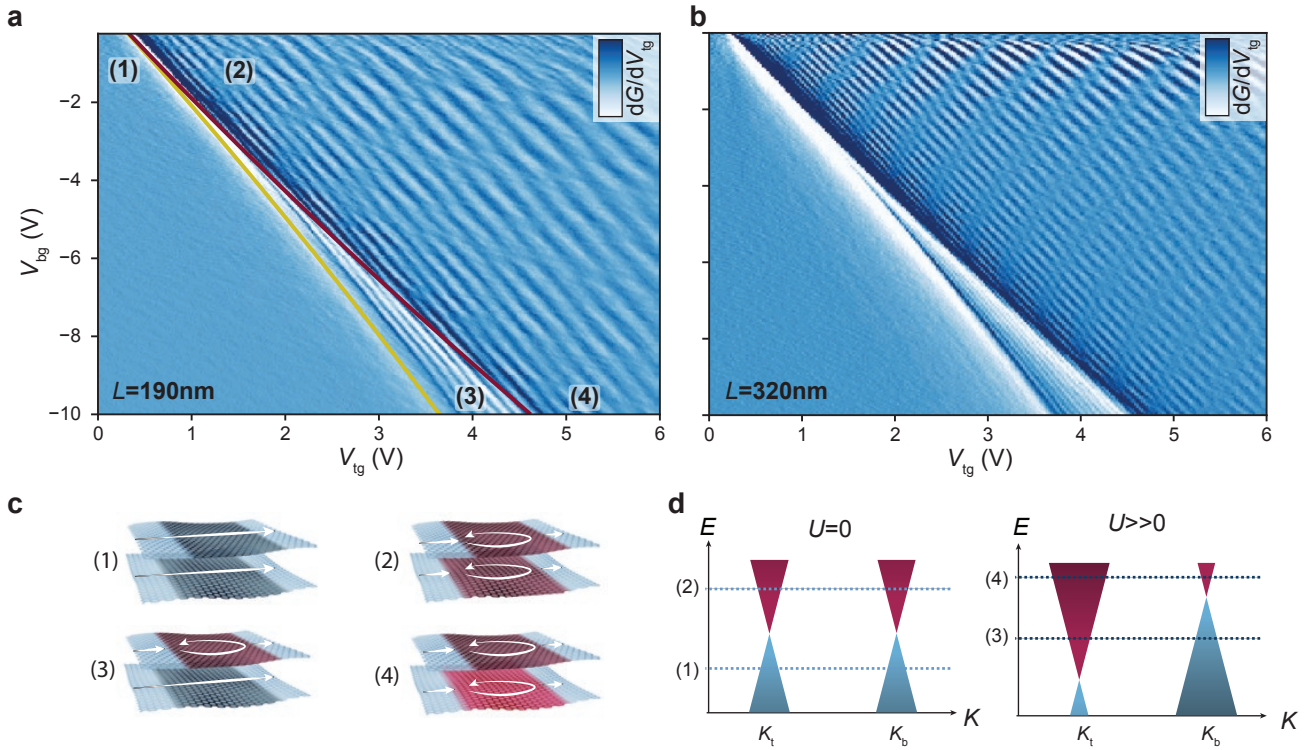 a
(1)
(2)
(3)
(4)
dG/dVtg
L=190nm
−2
−4
−6
−8
−10
Vbg (V)
0 1 2 3 4 5 6
Vtg (V)
b
dG/dVtg
L=320nm
0 1 2 3 4 5 6
Vtg (V)
c
(1)
(2)
(3)
(4)
d
E
U=0
(2)
(1)
K
Kt
Kb
E
U>>0
(4)
(3)
K
Kt
Kb